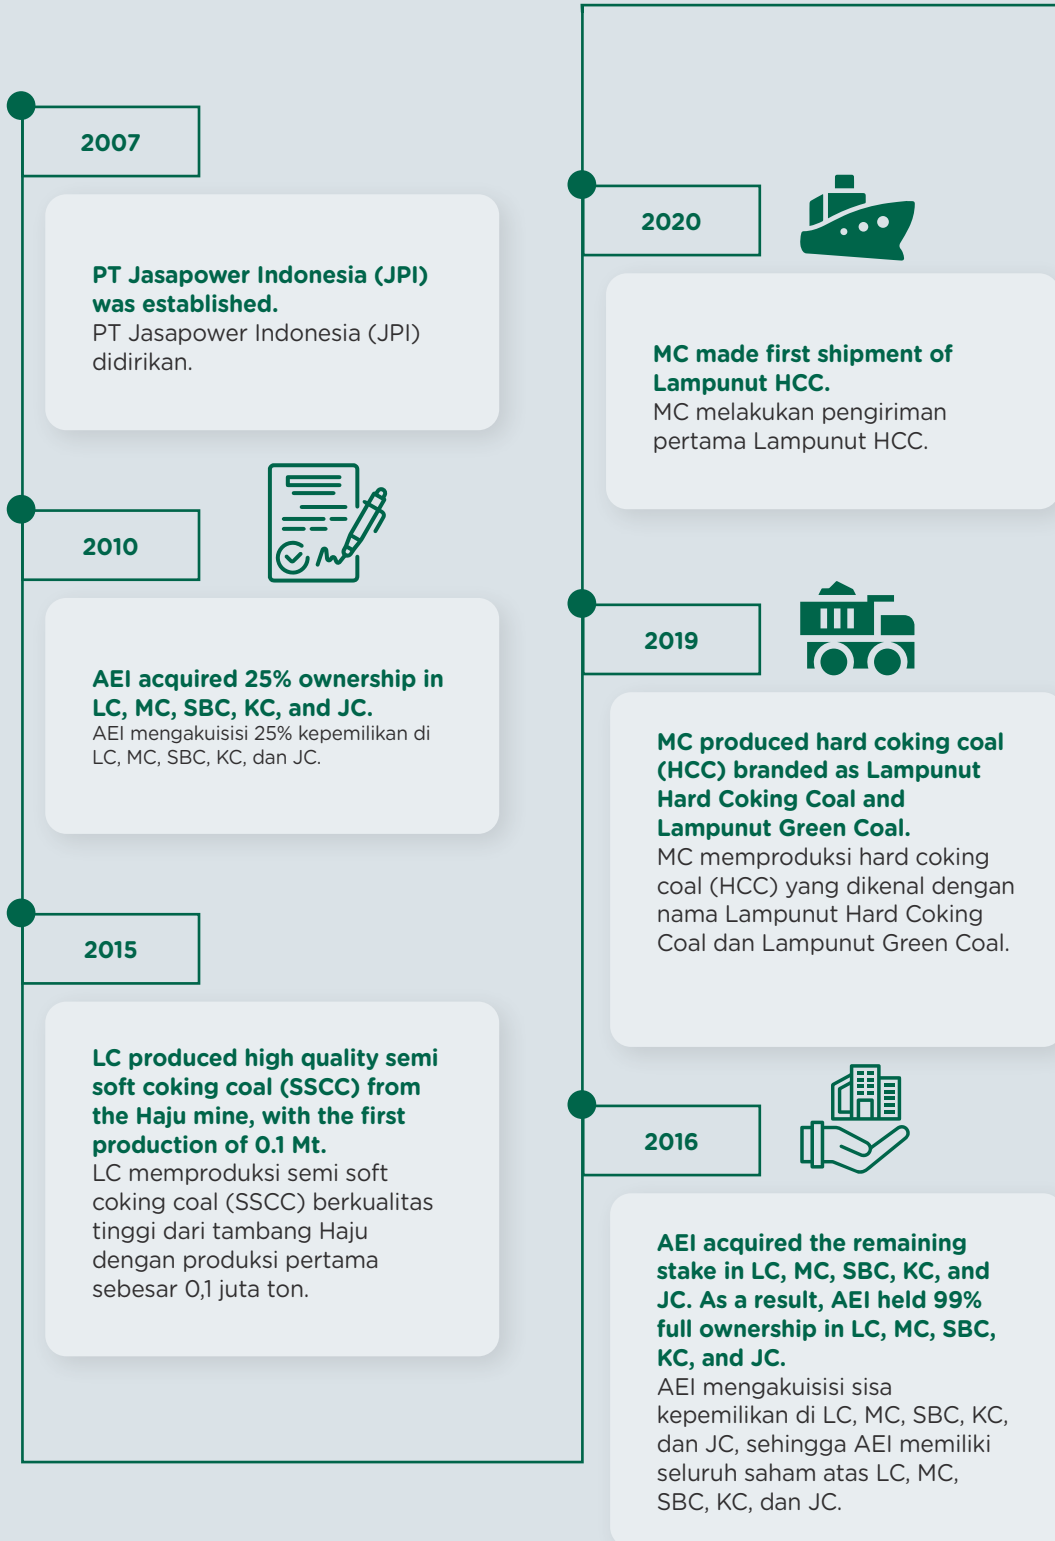 2007
PT Jasapower Indonesia (JPI)
was established.
PT Jasapower Indonesia (JPI)
didirikan.
2010
AEI acquired 25% ownership in
LC, MC, SBC, KC, and JC.
AEI mengakuisisi 25% kepemilikan di
LC, MC, SBC, KC, dan JC.
2015
LC produced high quality semi
soft coking coal (SSCC) from
the Haju mine, with the first
production of 0.1 Mt.
LC memproduksi semi soft
coking coal (SSCC) berkualitas
tinggi dari tambang Haju
dengan produksi pertama
sebesar 0,1 juta ton.
2020
MC made first shipment of
Lampunut HCC.
MC melakukan pengiriman
pertama Lampunut HCC.
2019
MC produced hard coking coal
(HCC) branded as Lampunut
Hard Coking Coal and
Lampunut Green Coal.
MC memproduksi hard coking
coal (HCC) yang dikenal dengan
nama Lampunut Hard Coking
Coal dan Lampunut Green Coal.
2016
AEI acquired the remaining
stake in LC, MC, SBC, KC, and
JC. As a result, AEI held 99%
full ownership in LC, MC, SBC,
KC, and JC.
AEI mengakuisisi sisa
kepemilikan di LC, MC, SBC, KC,
dan JC, sehingga AEI memiliki
seluruh saham atas LC, MC,
SBC, KC, dan JC.